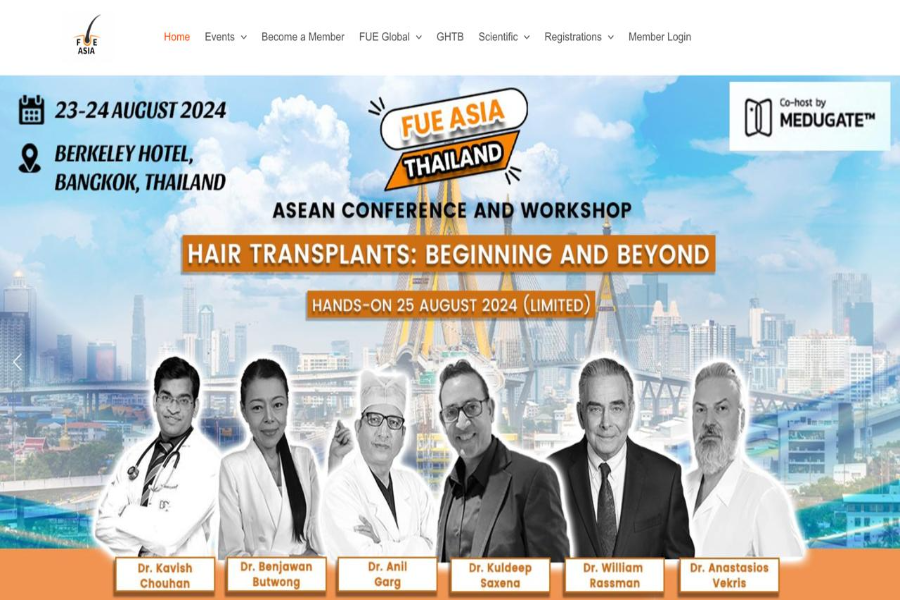 FUE
ASIA
Home
Events
Become a Member
FUE Global
GHTB
Scientific
Registrations
Member Login
23-24 AUGUST 2024
BERKELEY HOTEL,
BANGKOK, THAILAND
FUE ASIA
THAILAND
Co-host by
MEDUGATE™
ASEAN CONFERENCE AND WORKSHOP
HAIR TRANSPLANTS: BEGINNING AND BEYOND
HANDS-ON 25 AUGUST 2024 (LIMITED)
Dr. Kavish
Chouhan
Dr. Benjawan
Butwong
Dr. Anil
Garg
Dr. Kuldeep
Saxena
Dr. William
Rassman
Dr. Anastasios
Vekris